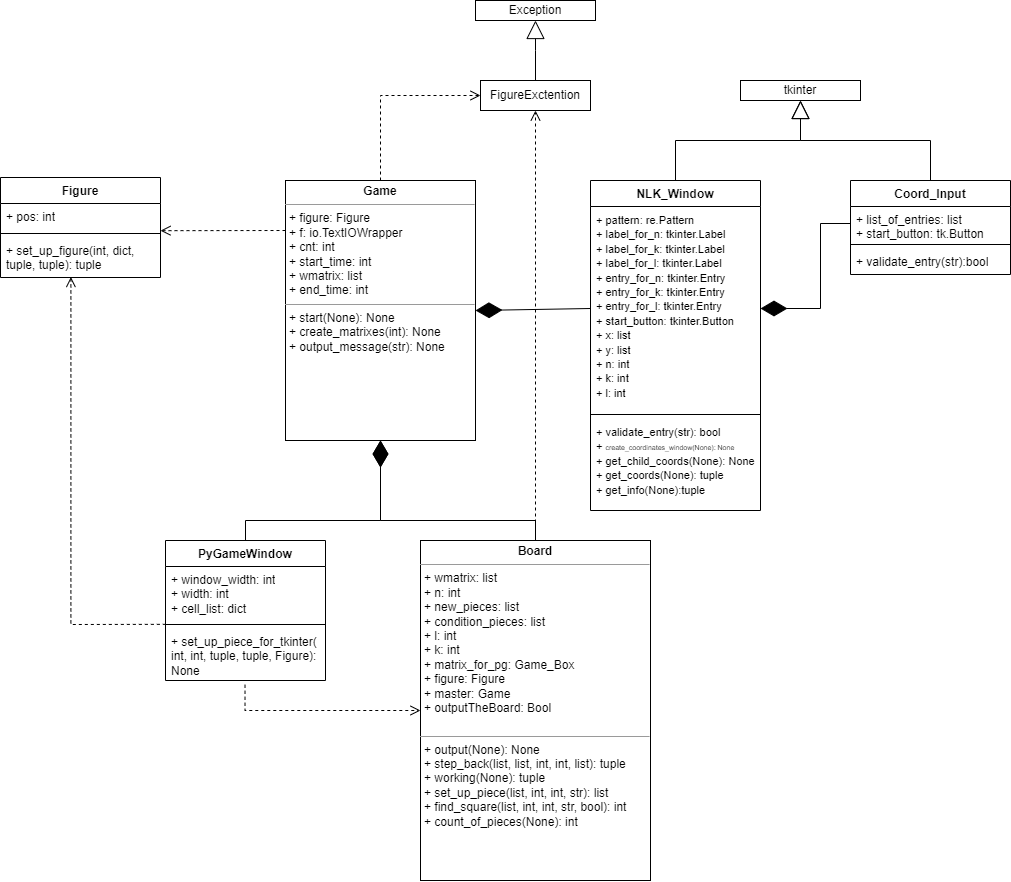 Exception
FigureExctention
tkinter
Figure
+ pos: int
+ set_up_figure(int, dict,
tuple, tuple): tuple
Game
+ figure: Figure
+ f: io.TextIOWrapper
+ cnt: int
+ start_time: int
+ wmatrix: list
+ end_time: int
+ start(None): None
+ create_matrixes(int): None
+ output_message(str): None
NLK_Window
+ pattern: re.Pattern
+ label_for_n: tkinter.Label
+ label_for_k: tkinter.Label
+ label_for_l: tkinter.Label
+ entry_for_n: tkinter.Entry
+ entry_for_k: tkinter.Entry
+ entry_for_l: tkinter.Entry
+ start_button: tkinter.Button
+ x: list
+ y: list
+ n: int
+ k: int
+ l: int
+ validate_entry(str): bool
+ create_coordinates_window(None): None
+ get_child_coords(None): None
+ get_coords(None): tuple
+ get_info(None):tuple
Coord_Input
+ list_of_entries: list
+ start_button: tk.Button
+ validate_entry(str):bool
PyGameWindow
+ window_width: int
+ width: int
+ cell_list: dict
+ set_up_piece_for_tkinter(
int, int, tuple, tuple, Figure):
None
Board
+ wmatrix: list
+ n: int
+ new_pieces: list
+ condition_pieces: list
+ l: int
+ k: int
+ matrix_for_pg: Game_Box
+ figure: Figure
+ master: Game
+ outputTheBoard: Bool
+ output(None): None
+ step_back(list, list, int, int, list): tuple
+ working(None): tuple
+ set_up_piece(list, int, int, str): list
+ find_square(list, int, int, str, bool): int
+ count_of_pieces(None): int